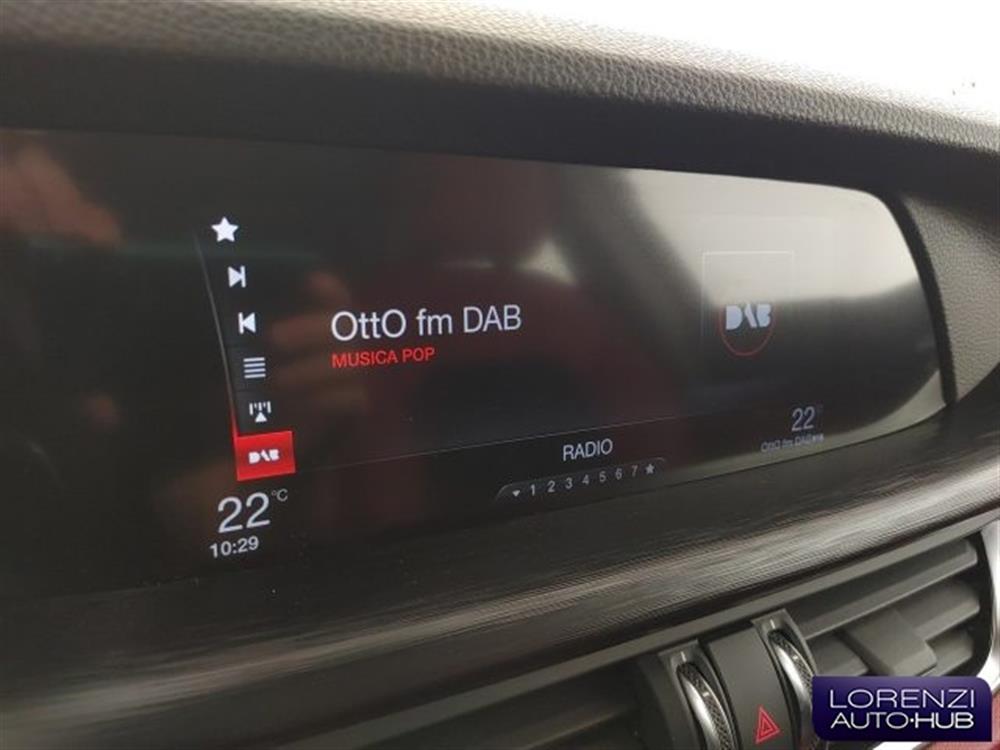 OttO fm DAB
MUSICA POP
DAB
DAB
RADIO
1 2 3 4 5 6 7
22
22 °C
10:29
LORENZI
AUTO·HUB